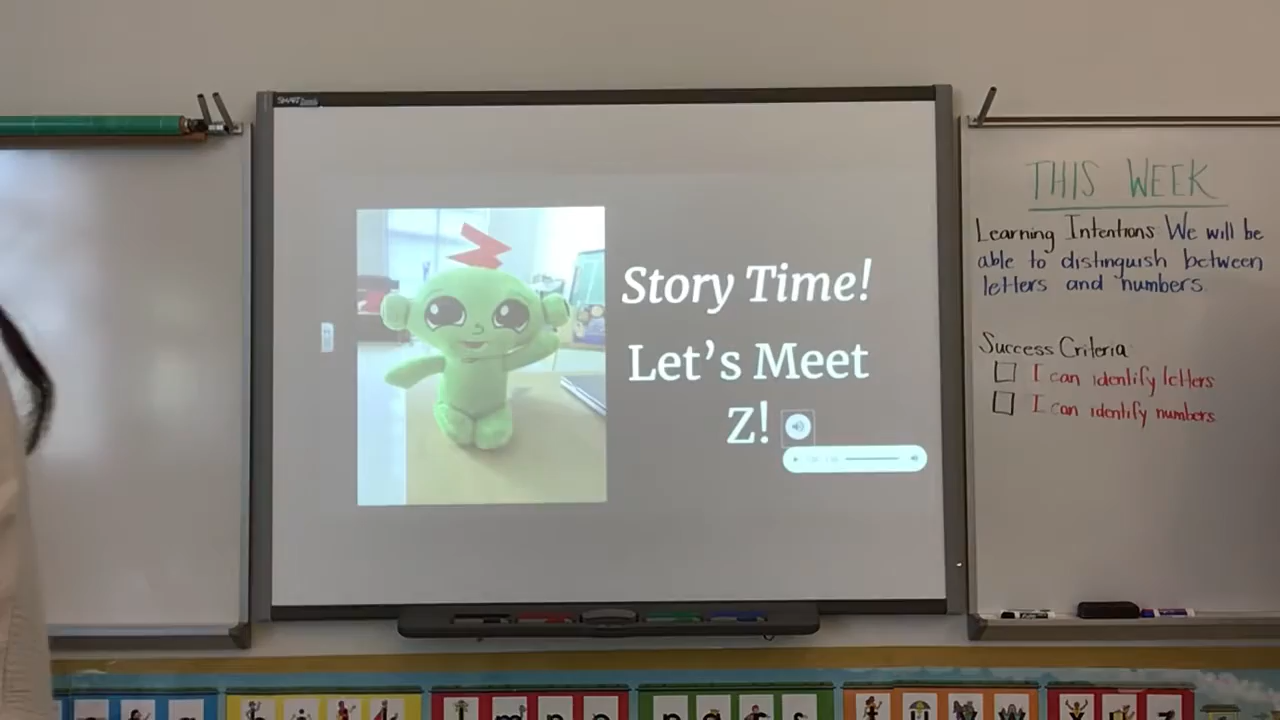 SMART
Story Time!
Let's Meet
Z!
THIS WEEK
Learning Intentions We will be
able to distinguish between
letters and numbers.
Success Criteria:
I can identify letters
I can identify numbers